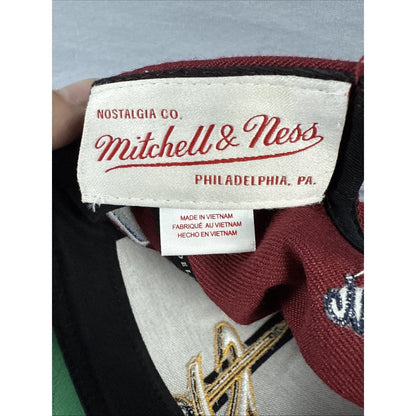 NOSTALGIA CO.
Mitchell & Ness
PHILADELPHIA, PA.
MADE IN VIETNAM
FABRIQUÉ AU VIETNAM
HECHO EN VIETNAM